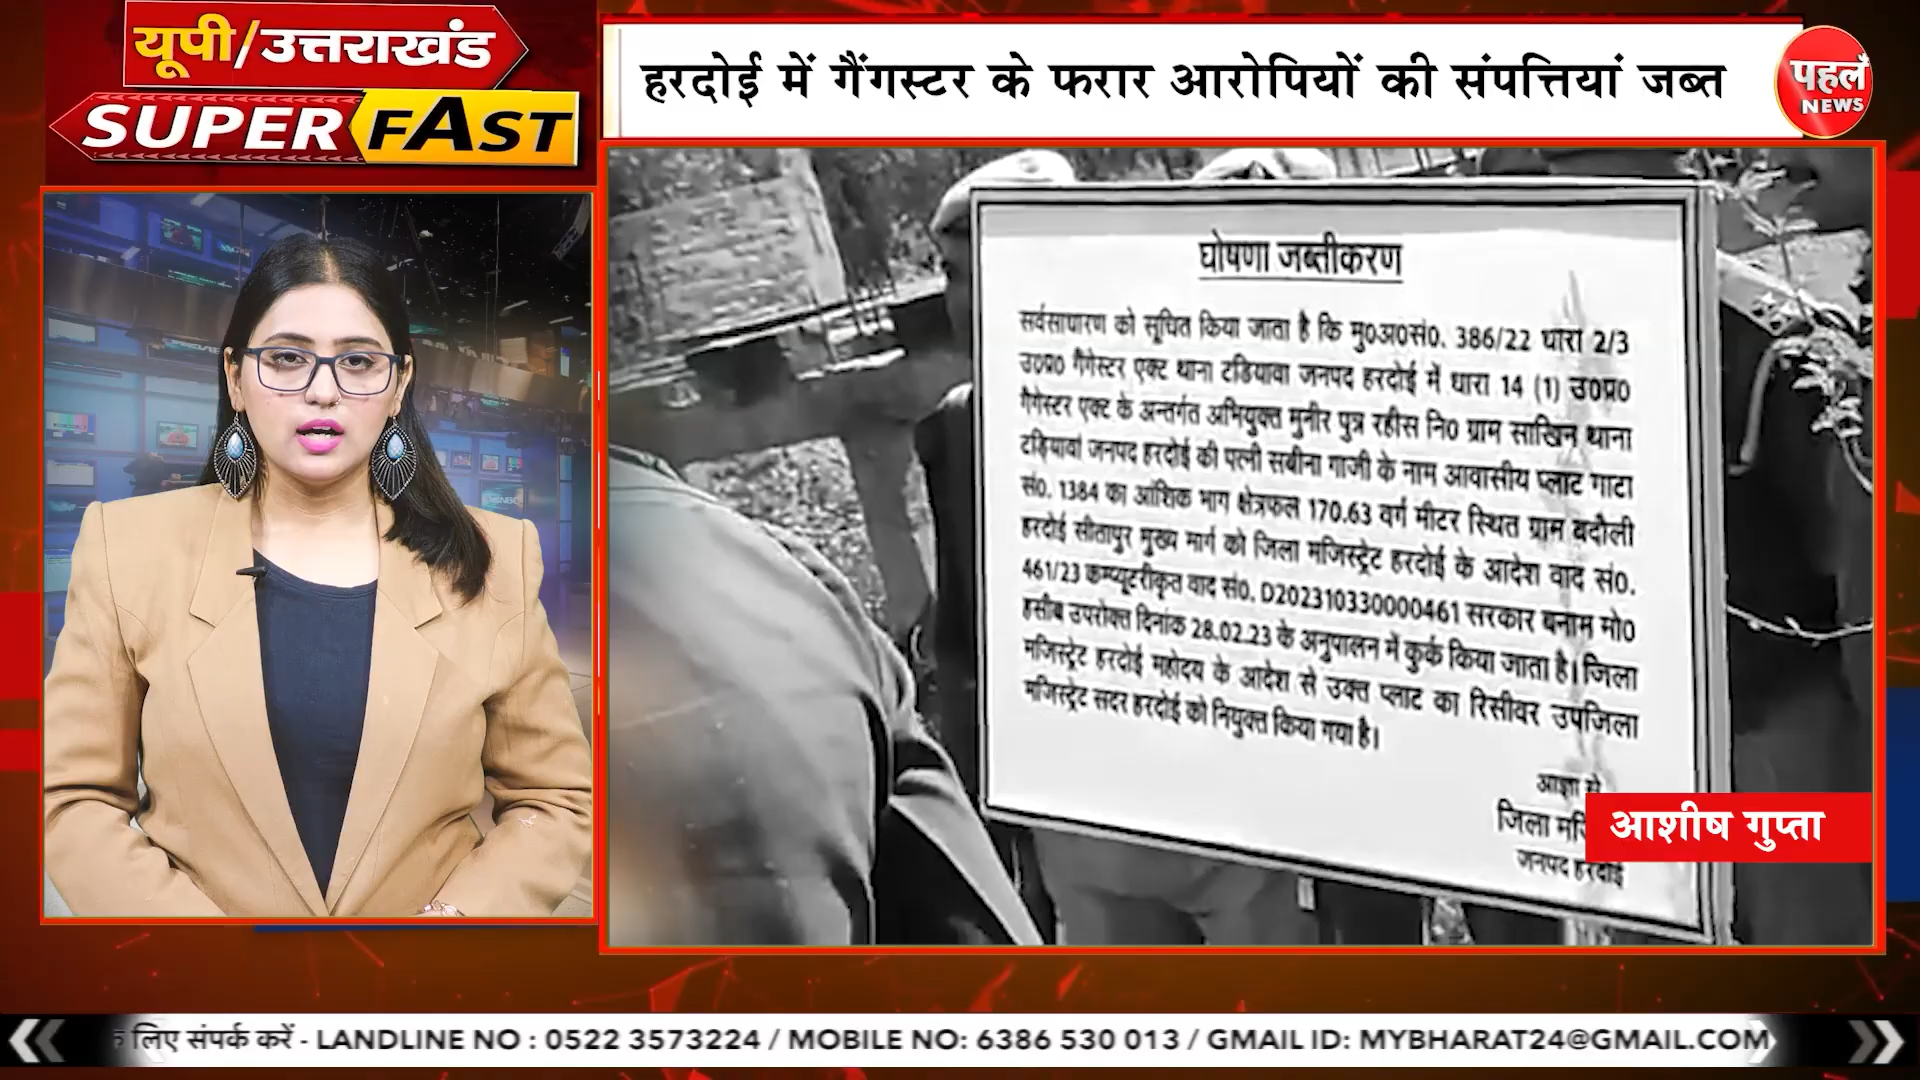 यूपी/उत्तराखंड
SUPER FAST
हरदोई में गैंगस्टर के फरार आरोपियों की संपत्तियां जब्त
पहल
NEWS
घोषणा जब्तीकरण
सर्वसाधारण को सूचित किया जाता है कि मु0अ0सं0. 386/22 धारा 2/3
उ0प्र0 गैगेस्टर एक्ट थाना टडियावा जनपद हरदोई में धारा 14 (1) उ0प्र0
गैगेस्टर एक्ट के अन्तर्गत अभियुक्त मुनीर पुत्र रहीस नि0 ग्राम साखिन थाना
टड़ियावां जनपद हरदोई की पत्नी सबीना गाजी के नाम आवासीय प्लाट गाटा
सं0. 1384 का आंशिक भाग क्षेत्रफल 170.63 वर्ग मीटर स्थित ग्राम बदौली
हरदोई सीतापुर मुख्य मार्ग को जिला मजिस्ट्रेट हरदोई के आदेश वाद सं0.
461/23 कम्प्यूटरीकृत वाद सं0. D2023103300000461 सरकार बनाम मो0
हसीब उपरोक्त दिनांक 28.02.23 के अनुपालन में कुर्क किया जाता है। जिला
मजिस्ट्रेट हरदोई महोदय के आदेश से उक्त प्लाट का रिसीवर उपजिला
मजिस्ट्रेट सदर हरदोई को नियुक्त किया गया है।
आज्ञा से
जिला
जनपद हरदोई
आशीष गुप्ता
लिए संपर्क करें - LANDLINE NO : 0522 3573224 / MOBILE NO: 6386 530 013 / GMAIL ID: MYBHARAT24@GMAIL.COM